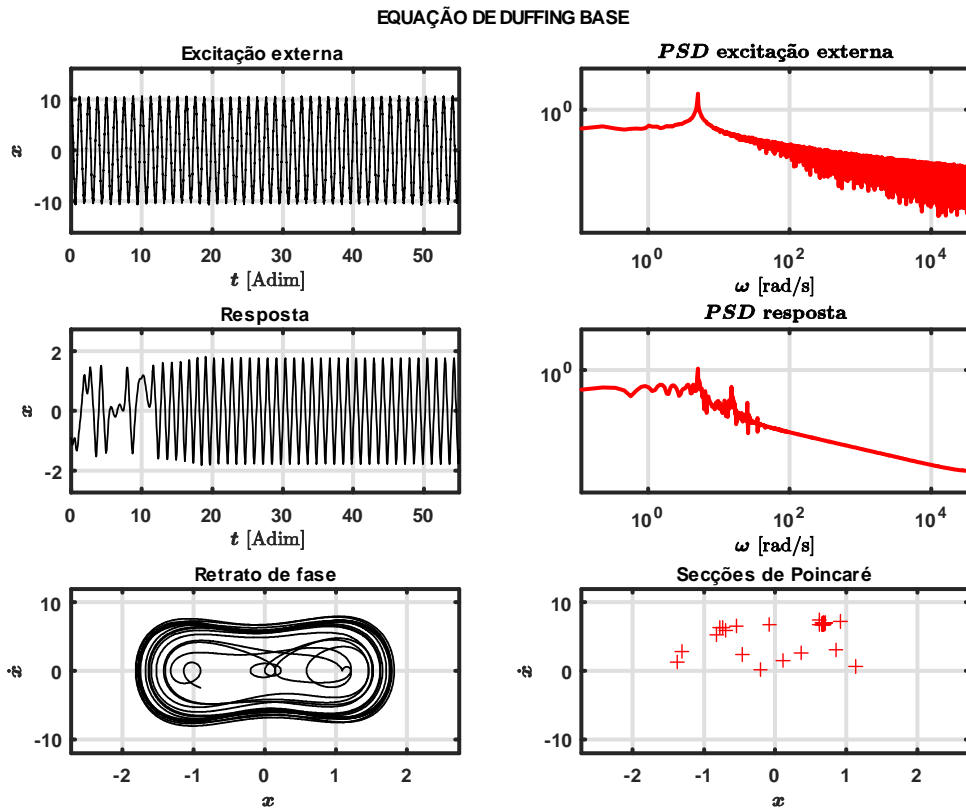 EQUAÇÃO DE DUFFING BASE
Excitação externa
x
10
0
-10
0 10 20 30 40 50
t [Adim]
PSD excitação externa
10^0
10^0 10^2 10^4
ω [rad/s]
Resposta
x
2
0
-2
0 10 20 30 40 50
t [Adim]
PSD resposta
10^0
10^0 10^2 10^4
ω [rad/s]
Retrato de fase
ẋ
10
0
-10
-2 -1 0 1 2
x
Secções de Poincaré
ẋ
10
0
-10
-2 -1 0 1 2
x